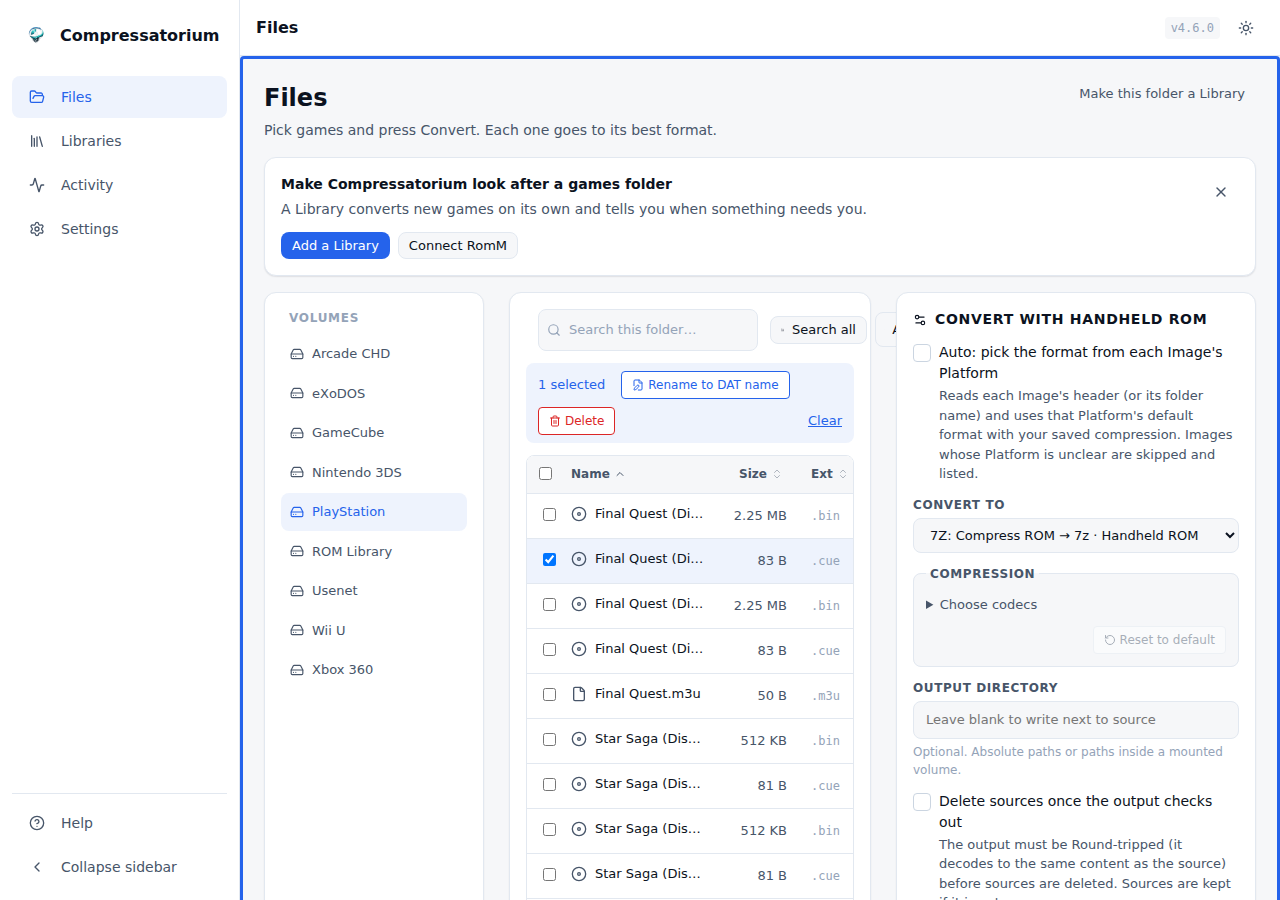 Compressatorium
Files
Libraries
Activity
Settings
Help
Collapse sidebar
Files
v4.6.0
Files
Make this folder a Library
Pick games and press Convert. Each one goes to its best format.
Make Compressatorium look after a games folder
A Library converts new games on its own and tells you when something needs you.
Add a Library
Connect RomM
VOLUMES
Arcade CHD
eXoDOS
GameCube
Nintendo 3DS
PlayStation
ROM Library
Usenet
Wii U
Xbox 360
Search this folder…
Search all
1 selected
Rename to DAT name
Delete
Clear
Name Size Ext
Final Quest (Di… 2.25 MB .bin
Final Quest (Di… 83 B .cue
Final Quest (Di… 2.25 MB .bin
Final Quest (Di… 83 B .cue
Final Quest.m3u 50 B .m3u
Star Saga (Dis… 512 KB .bin
Star Saga (Dis… 81 B .cue
Star Saga (Dis… 512 KB .bin
Star Saga (Dis… 81 B .cue
CONVERT WITH HANDHELD ROM
Auto: pick the format from each Image's
Platform
Reads each Image's header (or its folder
name) and uses that Platform's default
format with your saved compression. Images
whose Platform is unclear are skipped and
listed.
CONVERT TO
7Z: Compress ROM → 7z · Handheld ROM
COMPRESSION
Choose codecs
Reset to default
OUTPUT DIRECTORY
Leave blank to write next to source
Optional. Absolute paths or paths inside a mounted
volume.
Delete sources once the output checks
out
The output must be Round-tripped (it
decodes to the same content as the source)
before sources are deleted. Sources are kept